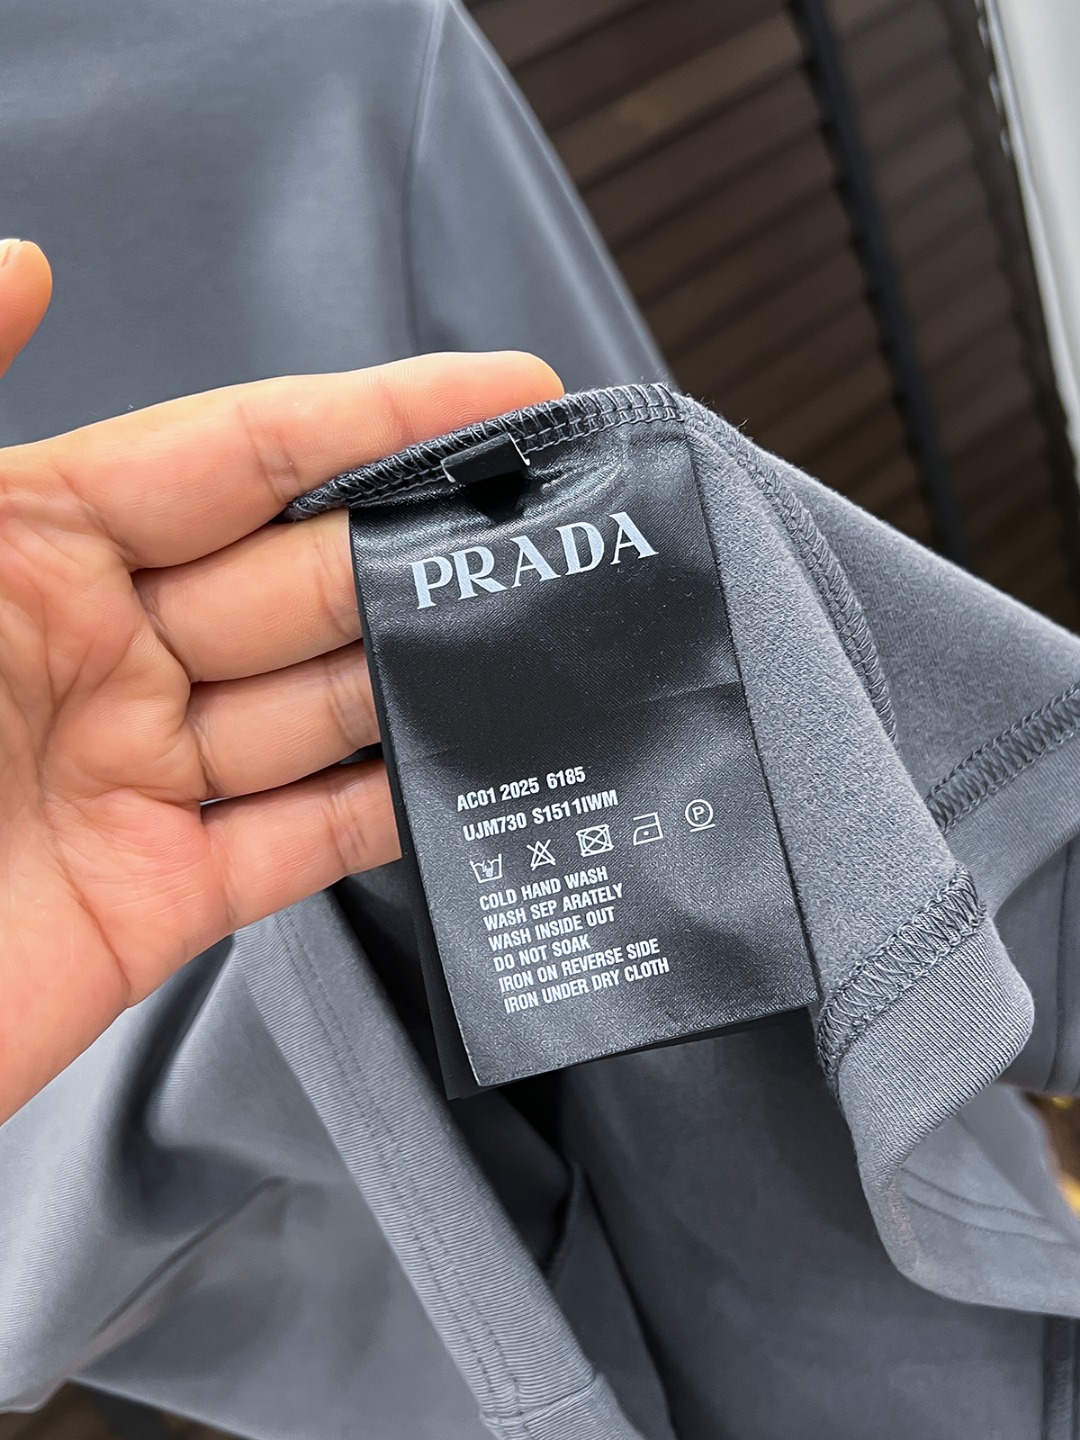 PRADA
AC01 2025 6185
UJM730 S1511IWM
P
COLD HAND WASH
WASH SEP ARATELY
WASH INSIDE OUT
DO NOT SOAK
IRON ON REVERSE SIDE
IRON UNDER DRY CLOTH